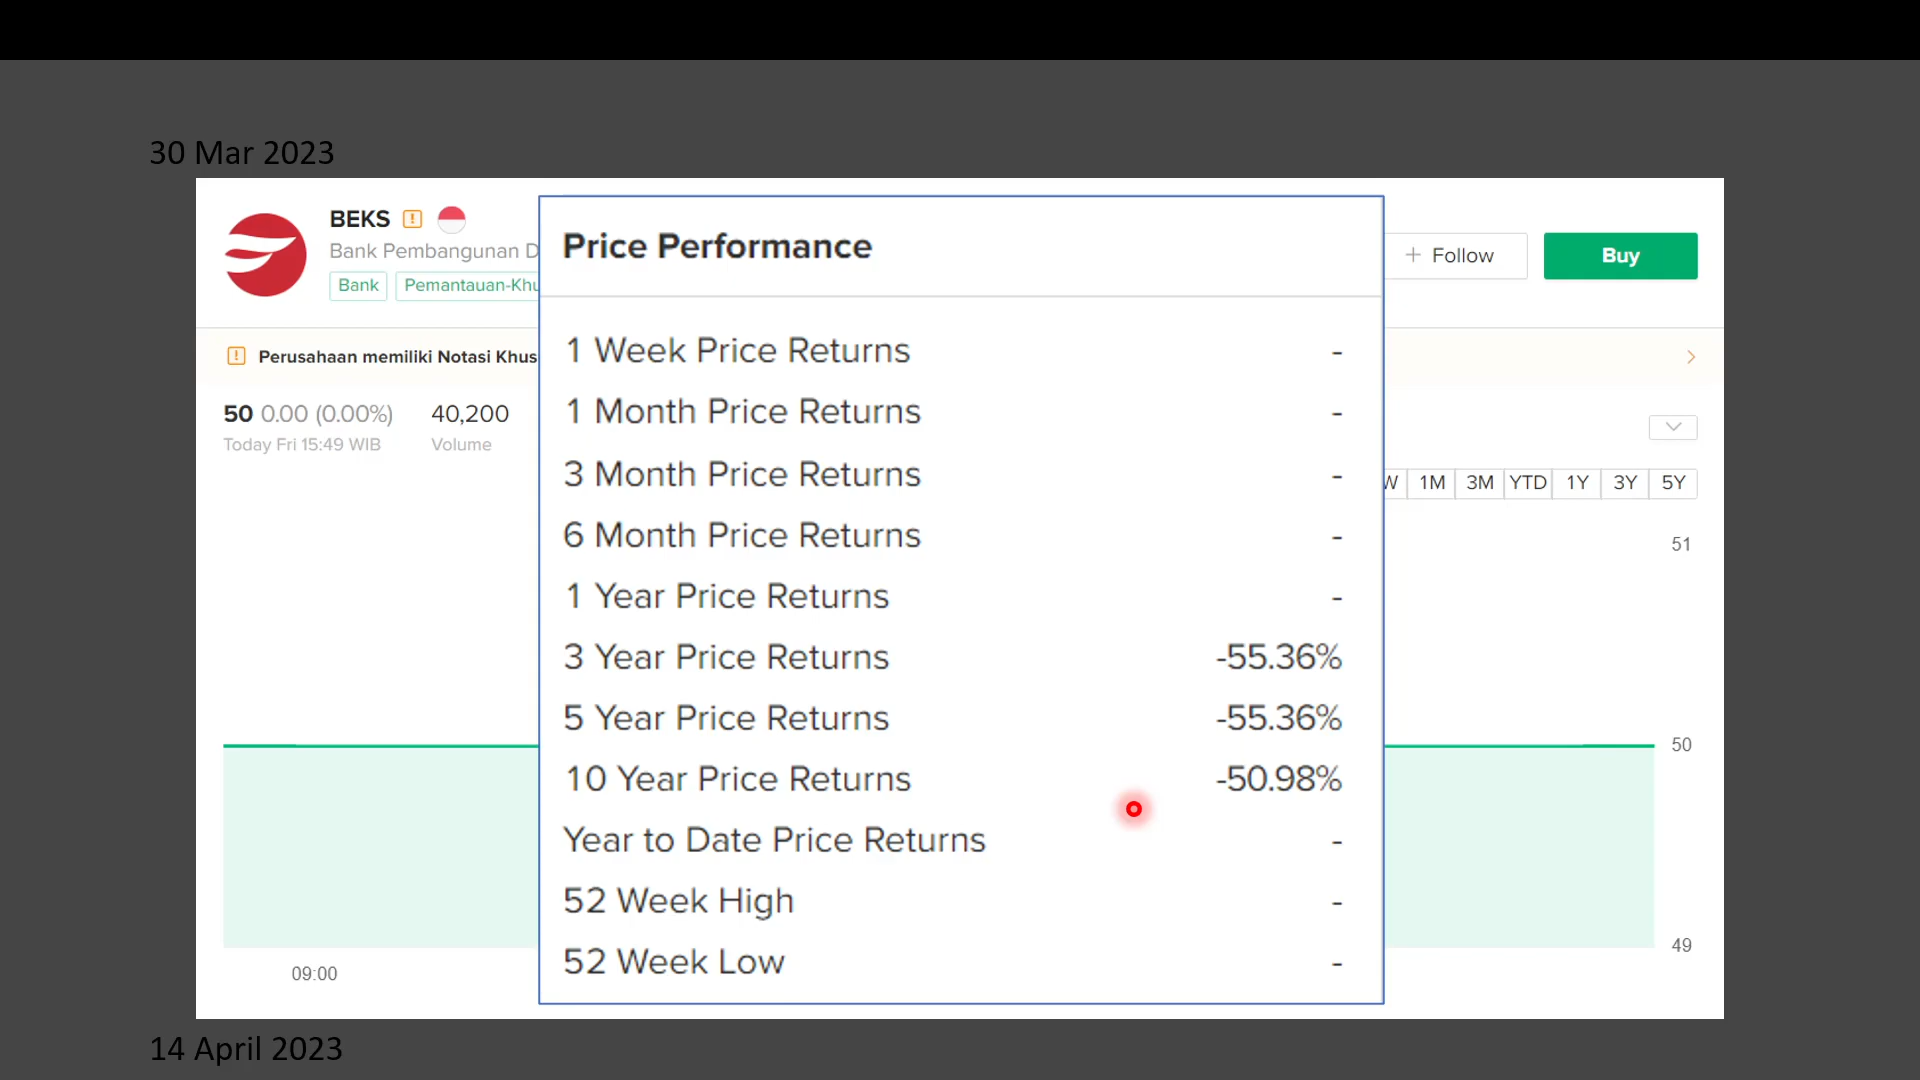 30 Mar 2023
BEKS
Bank Pembangunan D
Bank
Pemantauan-Khu
Follow
Buy
Perusahaan memiliki Notasi Khus
50 0.00 (0.00%)
Today Fri 15:49 WIB
40,200
Volume
Price Performance
1 Week Price Returns -
1 Month Price Returns -
3 Month Price Returns -
6 Month Price Returns -
1 Year Price Returns -
3 Year Price Returns -55.36%
5 Year Price Returns -55.36%
10 Year Price Returns -50.98%
Year to Date Price Returns -
52 Week High -
52 Week Low -
W 1M 3M YTD 1Y 3Y 5Y
51
50
49
09:00
14 April 2023